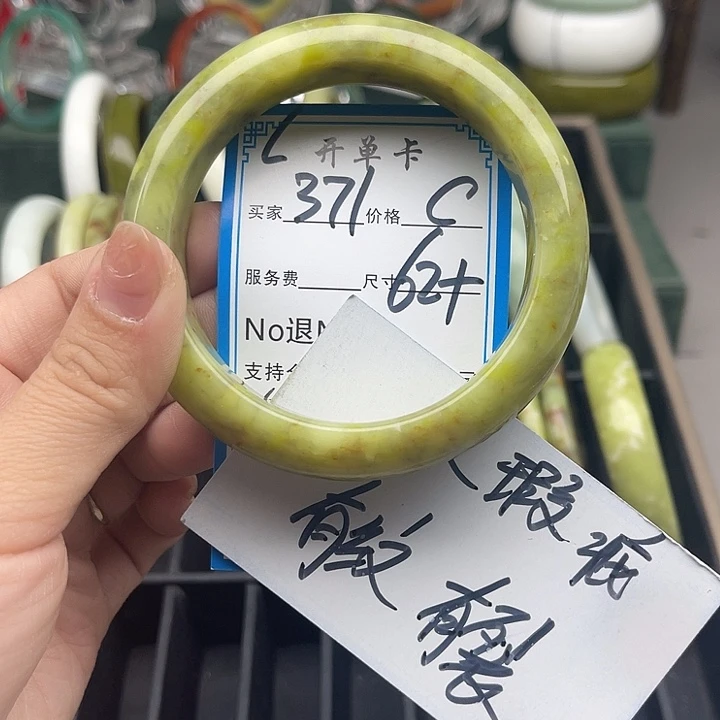 开单卡
买家 371 价格 C
服务费 尺寸 62+
No退
支持
瑕疵
有纹
有裂